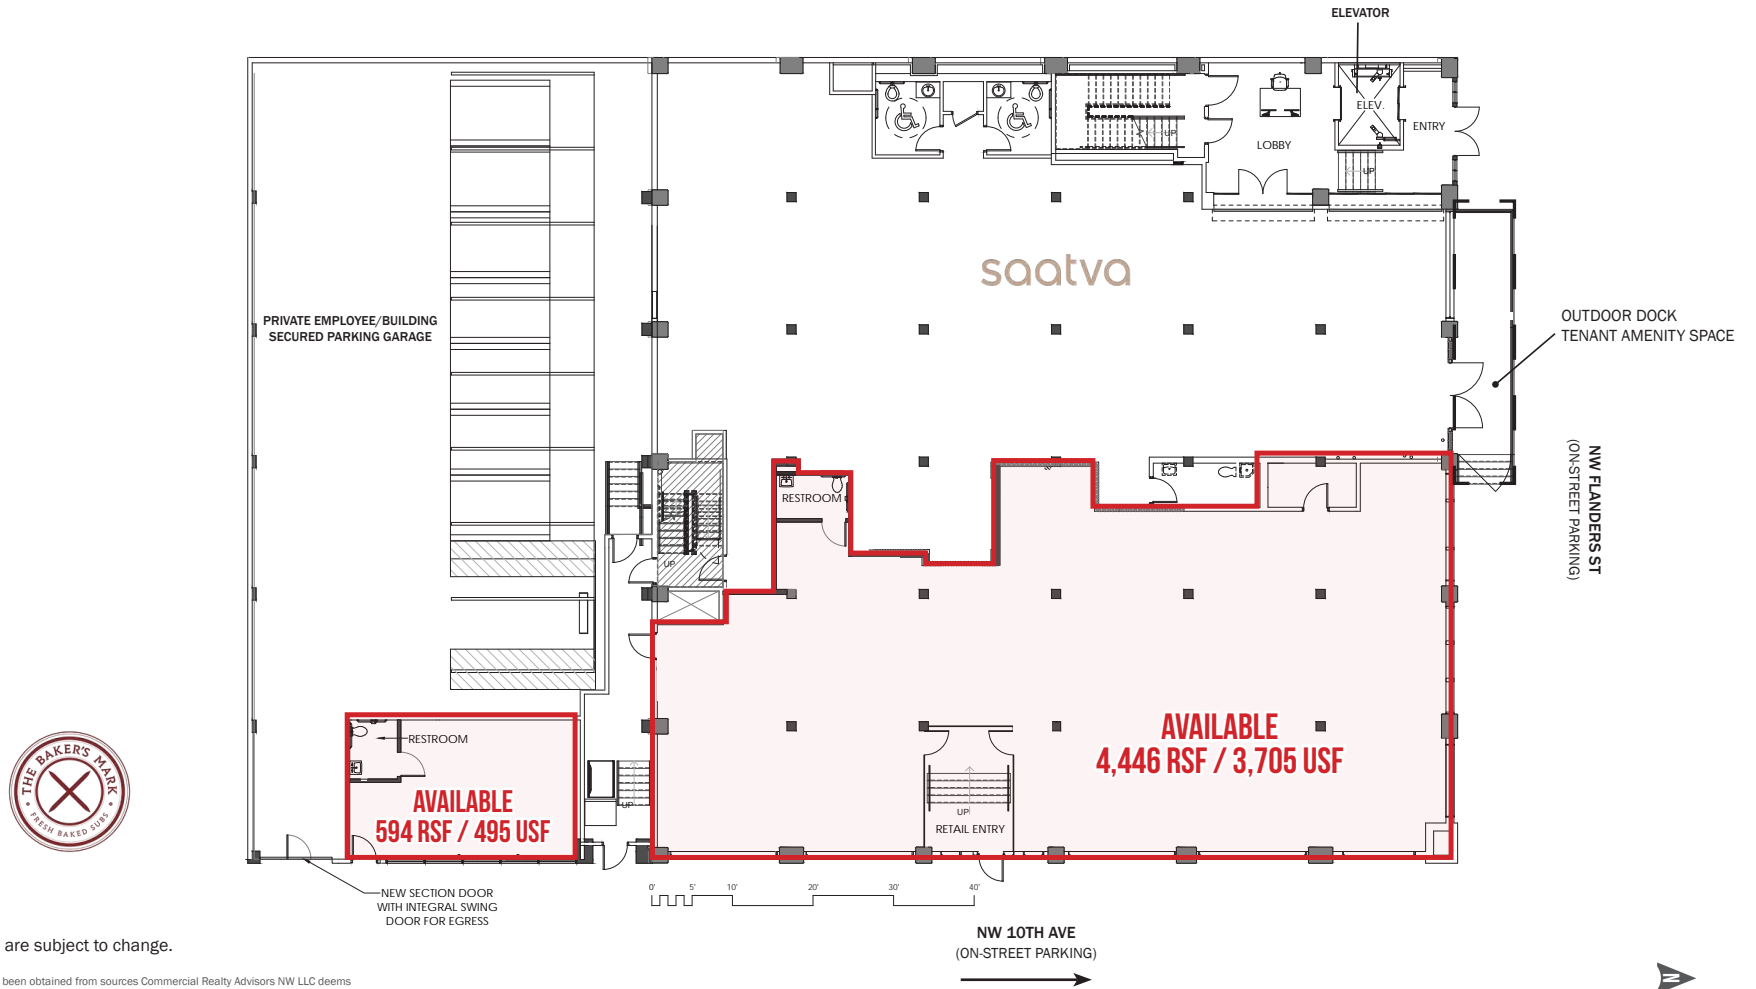 ELEVATOR
ELEV.
ENTRY
LOBBY
UP
UP
saatva
PRIVATE EMPLOYEE/BUILDING
SECURED PARKING GARAGE
OUTDOOR DOCK
TENANT AMENITY SPACE
NW FLANDERS ST
(ON-STREET PARKING)
RESTROOM
UP
RESTROOM
AVAILABLE
594 RSF / 495 USF
AVAILABLE
4,446 RSF / 3,705 USF
UP
UP
RETAIL ENTRY
THE BAKER'S MARK
• FRESH BAKED SUBS •
NEW SECTION DOOR
WITH INTEGRAL SWING
DOOR FOR EGRESS
0' 5' 10' 20' 30' 40'
NW 10TH AVE
(ON-STREET PARKING)
are subject to change.
been obtained from sources Commercial Realty Advisors NW LLC deems
N